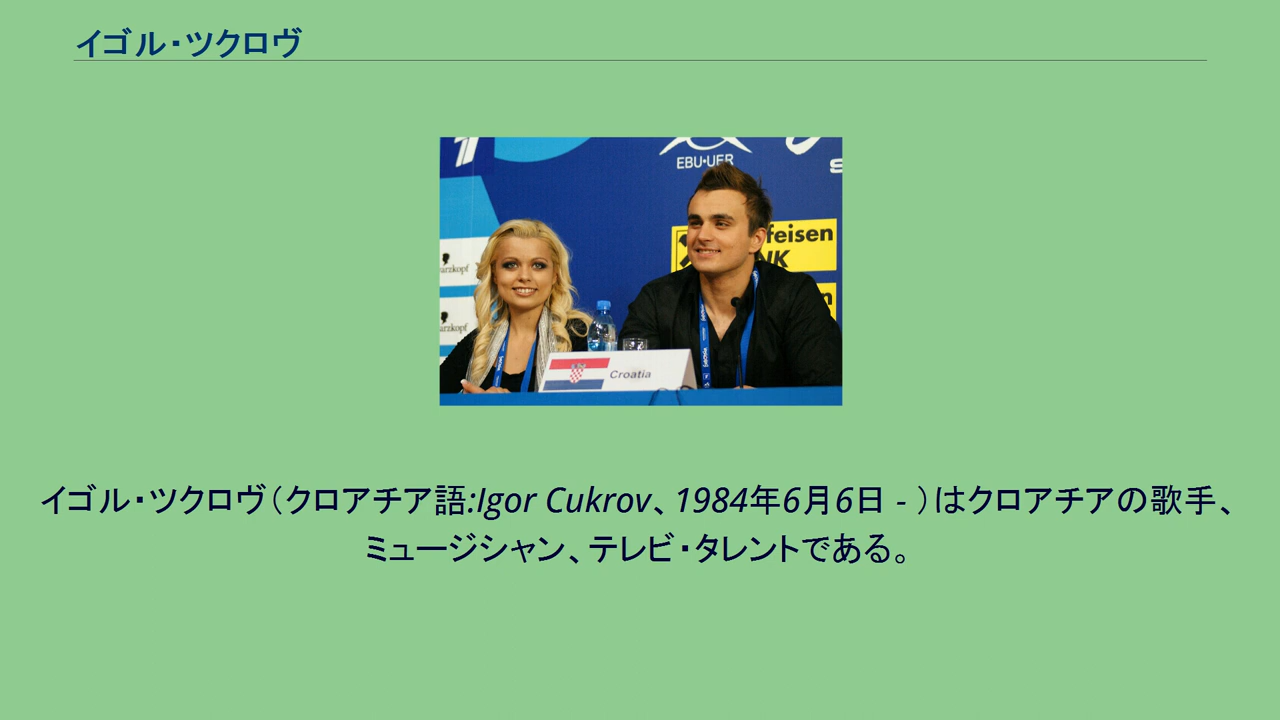 イゴル・ツクロヴ
EBU•UER
feisen
NK
arzkopf
arzkopf
Croatia
イゴル・ツクロヴ（クロアチア語:Igor Cukrov、1984年6月6日 - ）はクロアチアの歌手、
ミュージシャン、テレビ・タレントである。